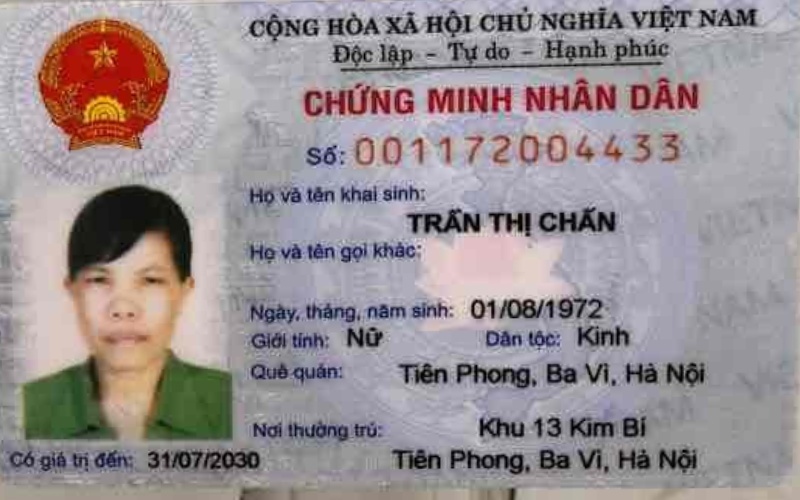 CỘNG HÒA XÃ HỘI CHỦ NGHĨA VIỆT NAM
Độc lập - Tự do - Hạnh phúc
CHỨNG MINH NHÂN DÂN
Số: 001172004433
Họ và tên khai sinh:
TRẦN THỊ CHẤN
Họ và tên gọi khác:
Ngày, tháng, năm sinh: 01/08/1972
Giới tính: Nữ Dân tộc: Kinh
Quê quán: Tiên Phong, Ba Vì, Hà Nội
Nơi thường trú: Khu 13 Kim Bí
Có giá trị đến: 31/07/2030 Tiên Phong, Ba Vì, Hà Nội